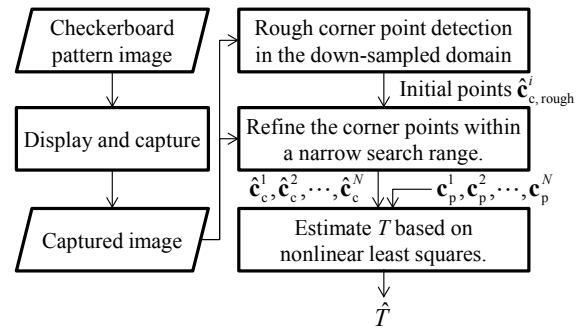 Checkerboard
pattern image
Display and capture
Captured image
Rough corner point detection
in the down-sampled domain
Initial points ĉ^i_{c, rough}
Refine the corner points within
a narrow search range.
ĉ^1_c, ĉ^2_c, ⋯, ĉ^N_c
c^1_p, c^2_p, ⋯, c^N_p
Estimate T based on
nonlinear least squares.
T̂